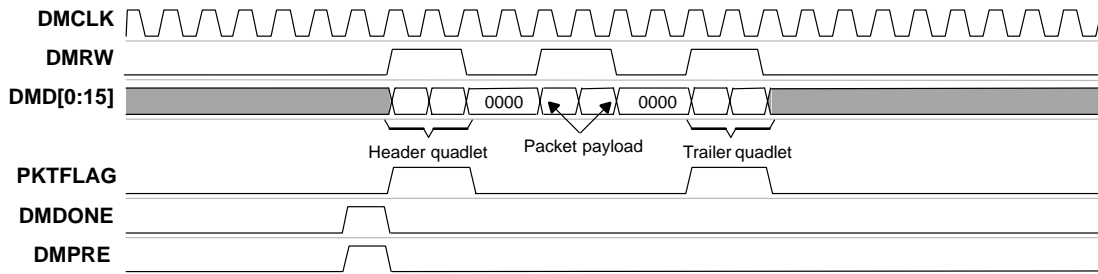 DMCLK
DMRW
DMD[0:15]
0000 0000
Header quadlet Packet payload Trailer quadlet
PKTFLAG
DMDONE
DMPRE